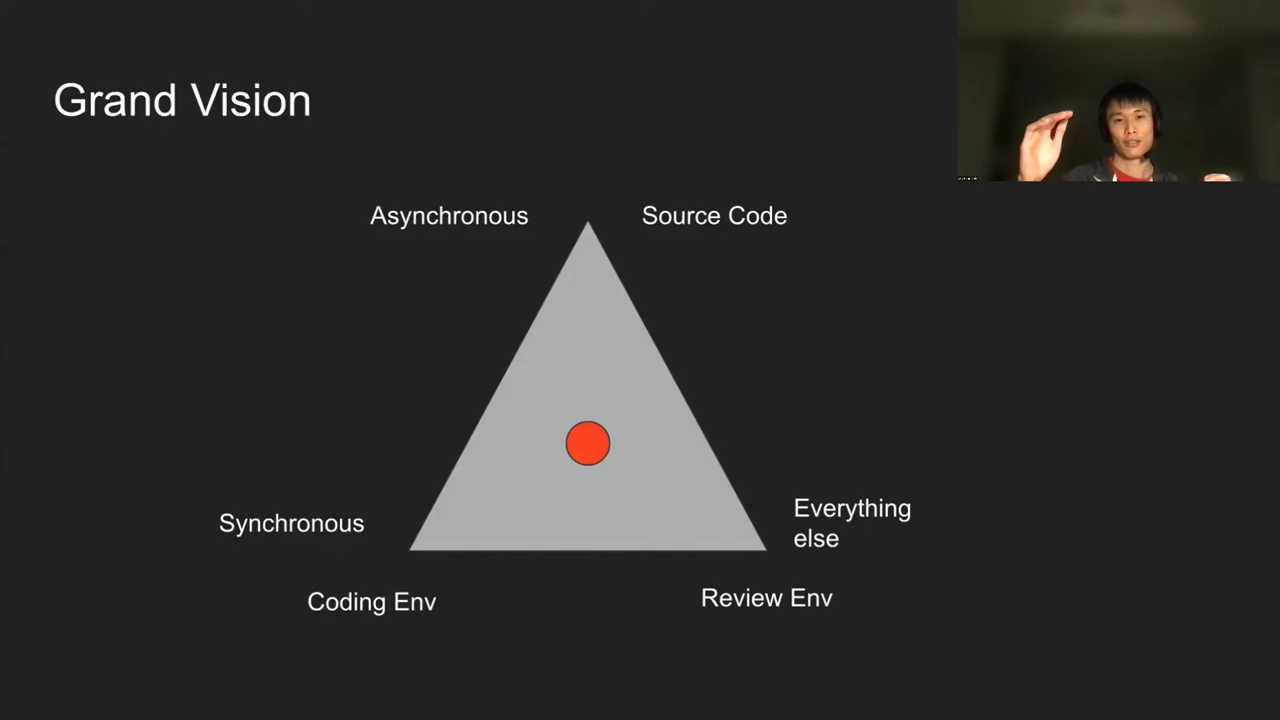 Grand Vision
Asynchronous
Source Code
Synchronous
Everything
else
Coding Env
Review Env